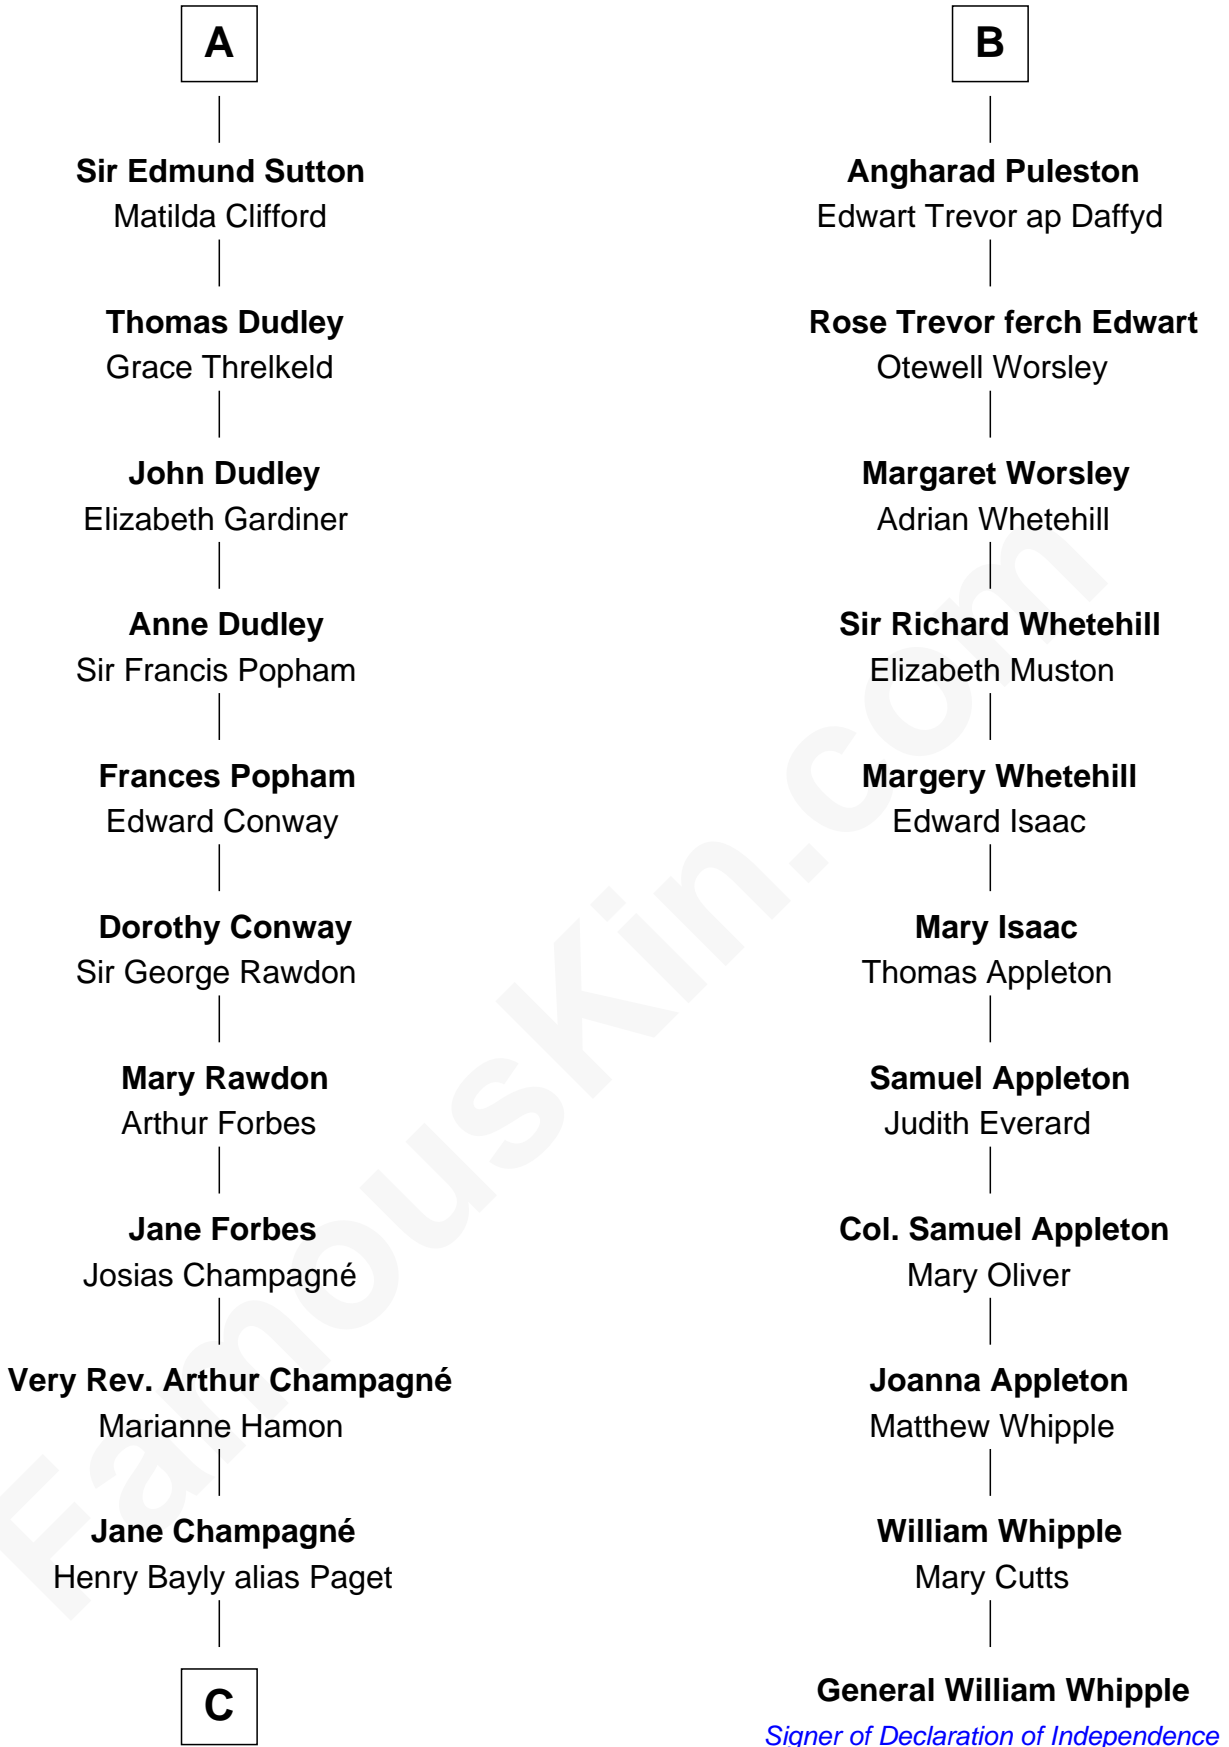 A
Sir Edmund Sutton
Matilda Clifford
Thomas Dudley
Grace Threlkeld
John Dudley
Elizabeth Gardiner
Anne Dudley
Sir Francis Popham
Frances Popham
Edward Conway
Dorothy Conway
Sir George Rawdon
Mary Rawdon
Arthur Forbes
Jane Forbes
Josias Champagné
Very Rev. Arthur Champagné
Marianne Hamon
Jane Champagné
Henry Bayly alias Paget
C
B
Angharad Puleston
Edwart Trevor ap Daffyd
Rose Trevor ferch Edwart
Otewell Worsley
Margaret Worsley
Adrian Whetehill
Sir Richard Whetehill
Elizabeth Muston
Margery Whetehill
Edward Isaac
Mary Isaac
Thomas Appleton
Samuel Appleton
Judith Everard
Col. Samuel Appleton
Mary Oliver
Joanna Appleton
Matthew Whipple
William Whipple
Mary Cutts
General William Whipple
Signer of Declaration of Independence
FamousKin.com